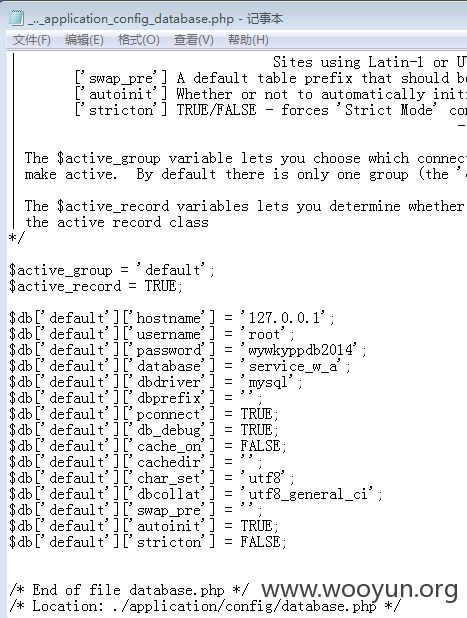 _.._application_config_database.php - 记事本
文件(F) 编辑(E) 格式(O) 查看(V) 帮助(H)
| Sites using Latin-1 or UT
| ['swap_pre'] A default table prefix that should be
| ['autoinit'] Whether or not to automatically initi
| ['stricton'] TRUE/FALSE - forces 'Strict Mode' con
| -
|
| The $active_group variable lets you choose which connect
| make active.  By default there is only one group (the '
|
| The $active_record variables lets you determine whether
| the active record class
*/
$active_group = 'default';
$active_record = TRUE;
$db['default']['hostname'] = '127.0.0.1';
$db['default']['username'] = 'root';
$db['default']['password'] = 'wywkyppdb2014';
$db['default']['database'] = 'service_w_a';
$db['default']['dbdriver'] = 'mysql';
$db['default']['dbprefix'] = '';
$db['default']['pconnect'] = TRUE;
$db['default']['db_debug'] = TRUE;
$db['default']['cache_on'] = FALSE;
$db['default']['cachedir'] = '';
$db['default']['char_set'] = 'utf8';
$db['default']['dbcollat'] = 'utf8_general_ci';
$db['default']['swap_pre'] = '';
$db['default']['autoinit'] = TRUE;
$db['default']['stricton'] = FALSE;
/* End of file database.php */
/* Location: ./application/config/database.php */
www.wooyun.org